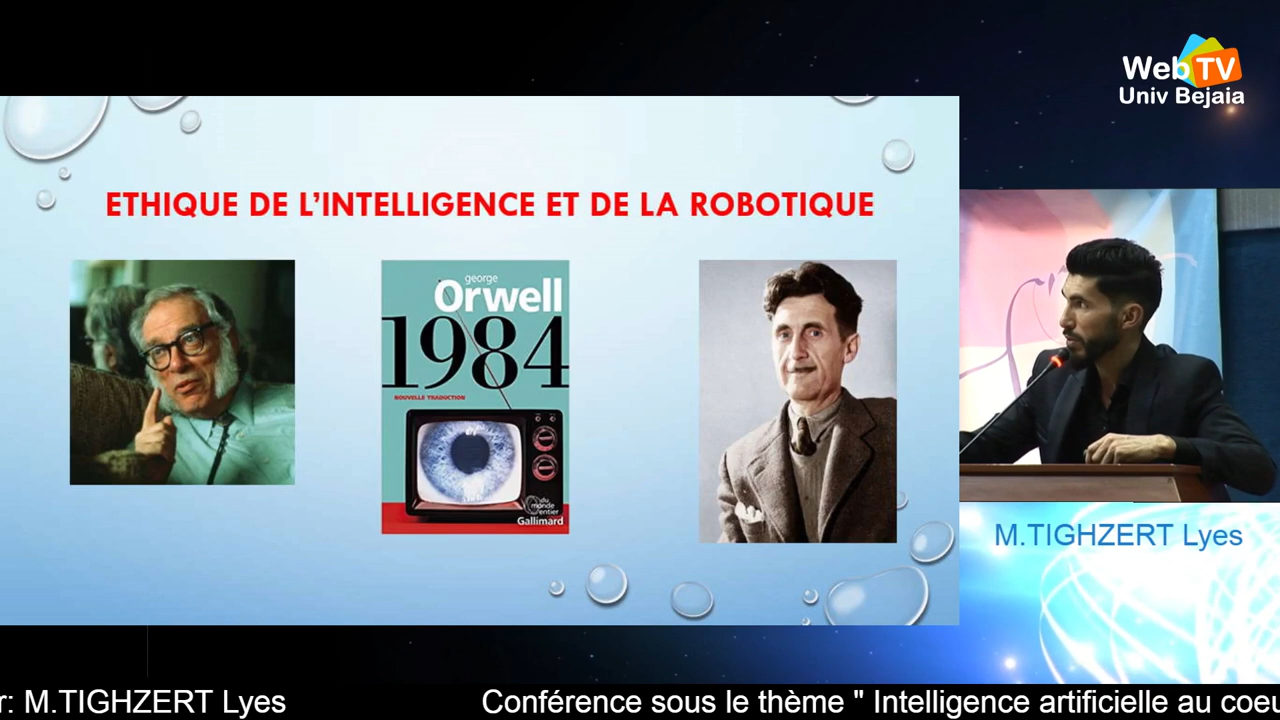 Web TV
Univ Bejaia
ETHIQUE DE L'INTELLIGENCE ET DE LA ROBOTIQUE
george
Orwell
1984
NOUVELLE TRADUCTION
du
monde
entier
Gallimard
M.TIGHZERT Lyes
r: M.TIGHZERT Lyes
Conférence sous le thème " Intelligence artificielle au coeu